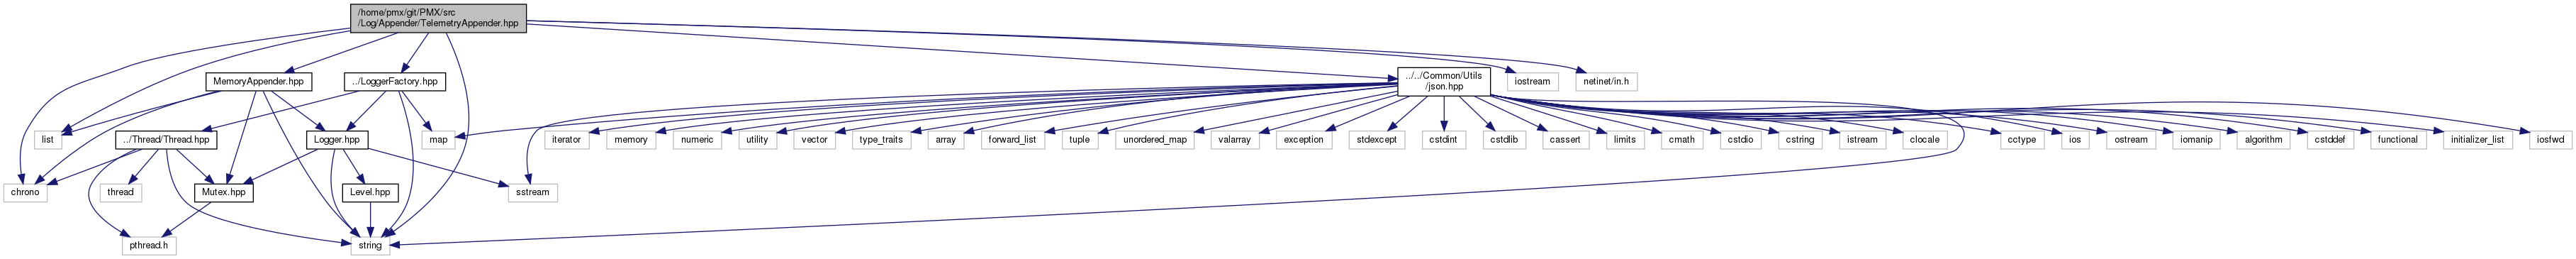 /home/pmx/git/PMX/src
/Log/Appender/TelemetryAppender.hpp
MemoryAppender.hpp
../LoggerFactory.hpp
../../Common/Utils
/json.hpp
iostream
netinet/in.h
list
../Thread/Thread.hpp
Logger.hpp
map
iterator
memory
numeric
utility
vector
type_traits
array
forward_list
tuple
unordered_map
valarray
exception
stdexcept
cstdint
cstdlib
cassert
limits
cmath
cstdio
cstring
istream
clocale
cctype
ios
ostream
iomanip
algorithm
cstddef
functional
initializer_list
iosfwd
chrono
thread
Mutex.hpp
Level.hpp
sstream
pthread.h
string